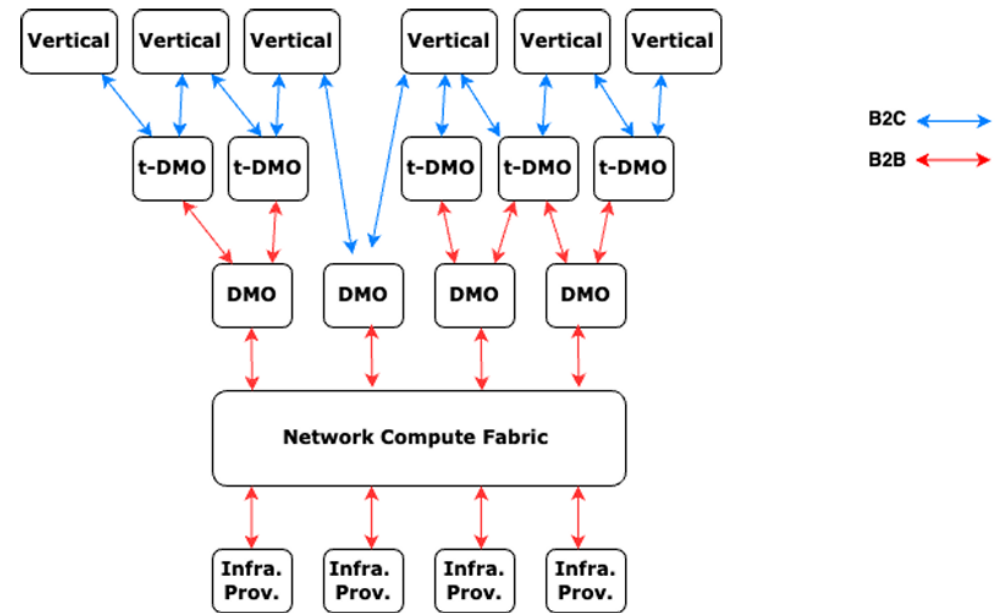 Vertical Vertical Vertical Vertical Vertical Vertical
B2C
t-DMO t-DMO t-DMO t-DMO t-DMO
B2B
DMO DMO DMO DMO
Network Compute Fabric
Infra. Infra. Infra. Infra.
Prov. Prov. Prov. Prov.